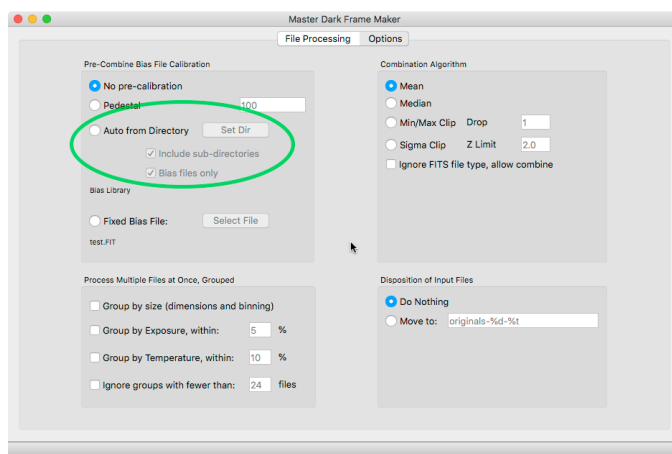 Master Dark Frame Maker
File Processing Options
Pre-Combine Bias File Calibration
No pre-calibration
Pedestal 100
Auto from Directory Set Dir
Include sub-directories
Bias files only
Bias Library
Fixed Bias File: Select File
test.FIT
Combination Algorithm
Mean
Median
Min/Max Clip Drop 1
Sigma Clip Z Limit 2.0
Ignore FITS file type, allow combine
Process Multiple Files at Once, Grouped
Group by size (dimensions and binning)
Group by Exposure, within: 5 %
Group by Temperature, within: 10 %
Ignore groups with fewer than: 24 files
Disposition of Input Files
Do Nothing
Move to: originals-%d-%t